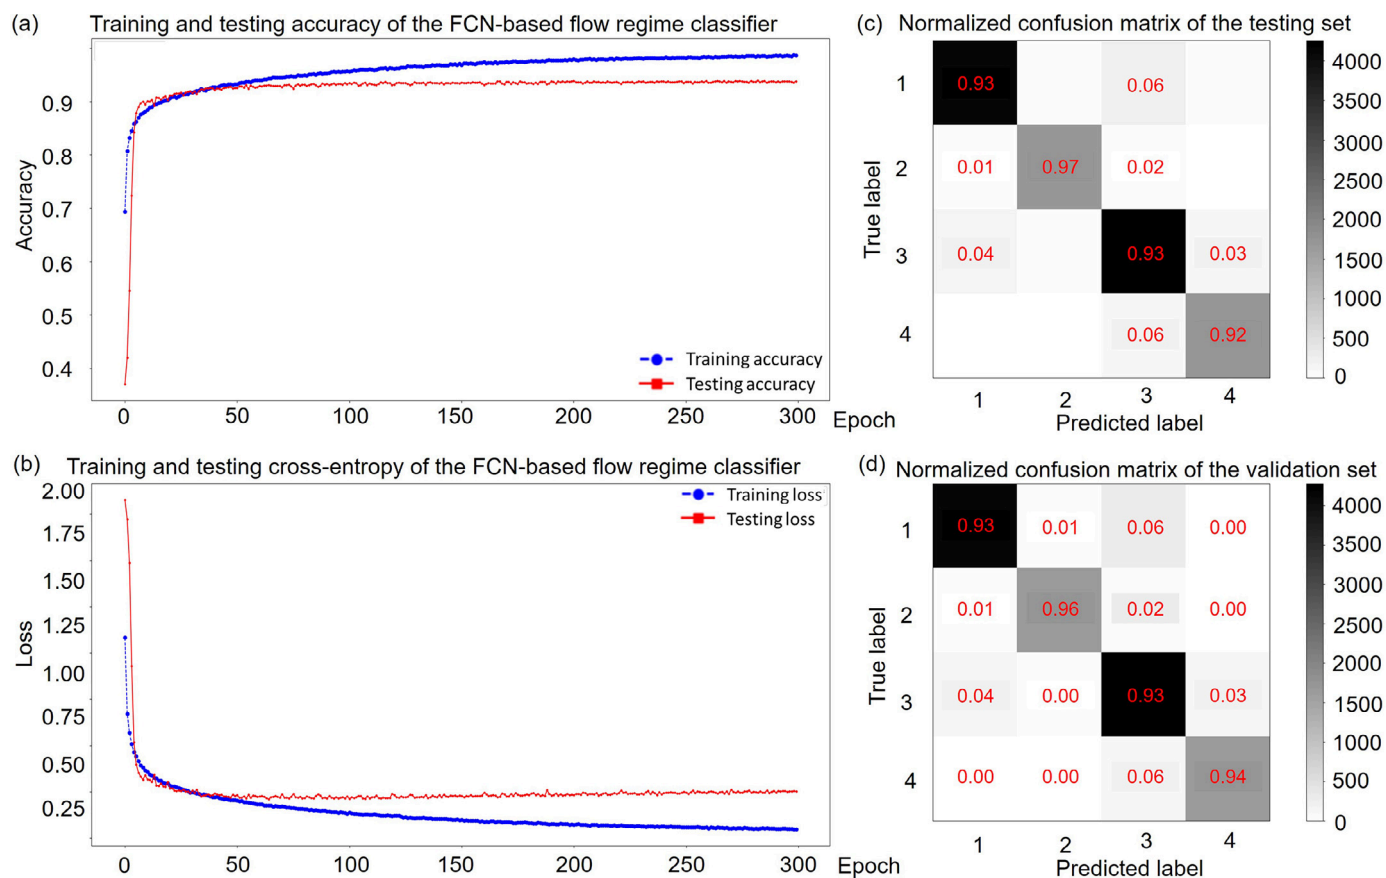 (a) Training and testing accuracy of the FCN-based flow regime classifier
Accuracy
0.9
0.8
0.7
0.6
0.5
0.4
Training accuracy
Testing accuracy
0 50 100 150 200 250 300 Epoch
(b) Training and testing cross-entropy of the FCN-based flow regime classifier
Loss
2.00
1.75
1.50
1.25
1.00
0.75
0.50
0.25
Training loss
Testing loss
0 50 100 150 200 250 300 Epoch
(c) Normalized confusion matrix of the testing set
True label
1 0.93 0.06
2 0.01 0.97 0.02
3 0.04 0.93 0.03
4 0.06 0.92
1 2 3 4
Predicted label
4000
3500
3000
2500
2000
1500
1000
500
0
(d) Normalized confusion matrix of the validation set
True label
1 0.93 0.01 0.06 0.00
2 0.01 0.96 0.02 0.00
3 0.04 0.00 0.93 0.03
4 0.00 0.00 0.06 0.94
1 2 3 4
Predicted label
4000
3500
3000
2500
2000
1500
1000
500
0